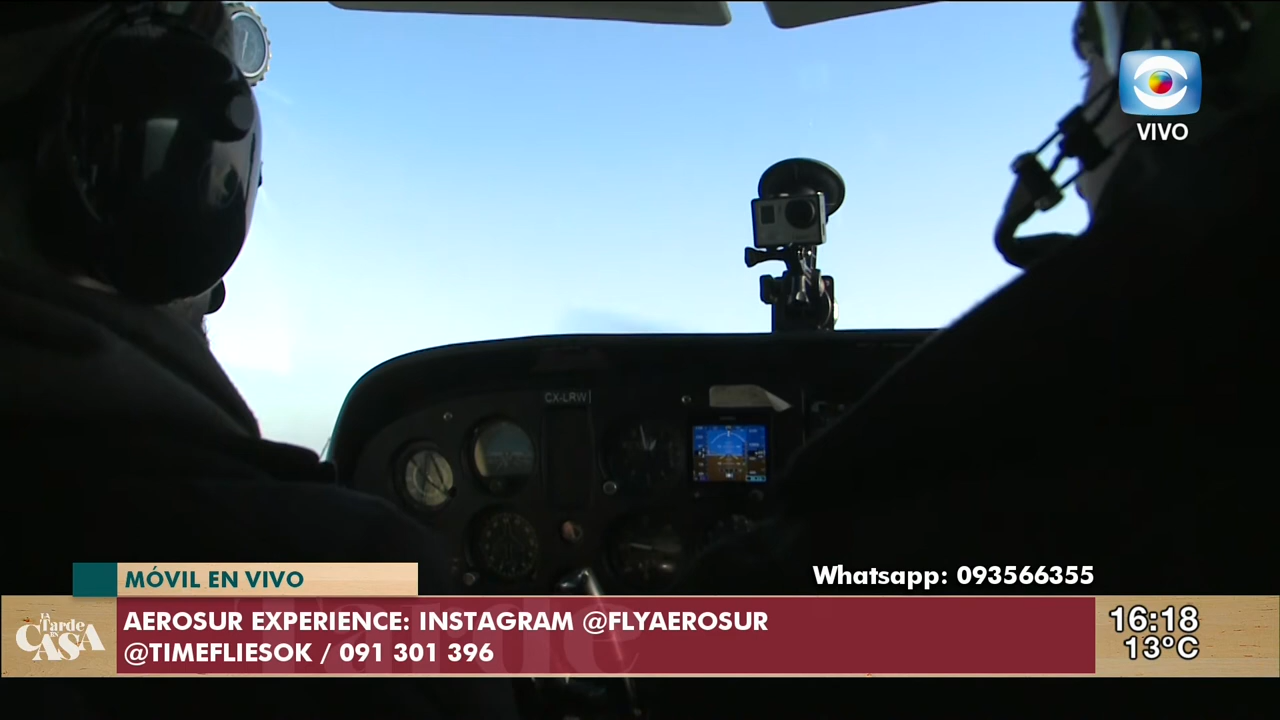 VIVO
CX-LRW
MÓVIL EN VIVO
Whatsapp: 093566355
LA
Tarde
EN
CASA
AEROSUR EXPERIENCE: INSTAGRAM @FLYAEROSUR
@TIMEFLIESOK / 091 301 396
16:18
13°C